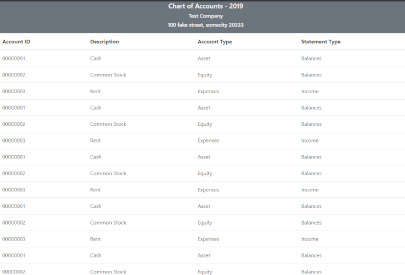 Chart of Accounts - 2019
Test Company
100 fake street, somecity 20333
Account ID Description Account Type Statement Type
00000001 Cash Asset Balances
00000002 Common Stock Equity Balances
00000003 Rent Expenses Income
00000001 Cash Asset Balances
00000002 Common Stock Equity Balances
00000003 Rent Expenses Income
00000001 Cash Asset Balances
00000002 Common Stock Equity Balances
00000003 Rent Expenses Income
00000001 Cash Asset Balances
00000002 Common Stock Equity Balances
00000003 Rent Expenses Income
00000001 Cash Asset Balances
00000002 Common Stock Equity Balances